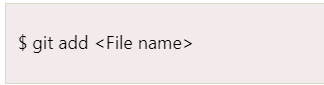 $ git add <File name>